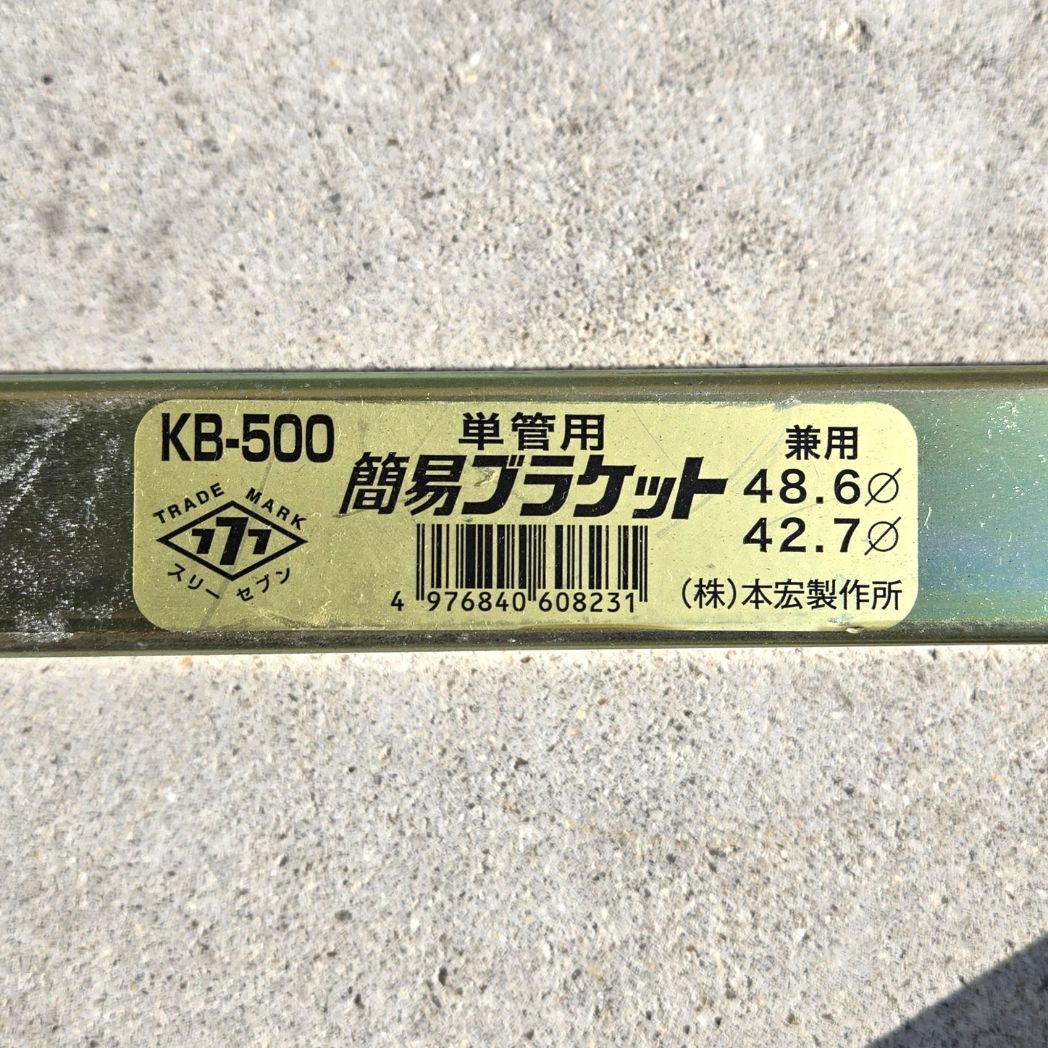 KB-500
単管用
簡易ブラケット
兼用
48.6∅
42.7∅
TRADE MARK
777
スリーセブン
4 976840 608231
(株)本宏製作所